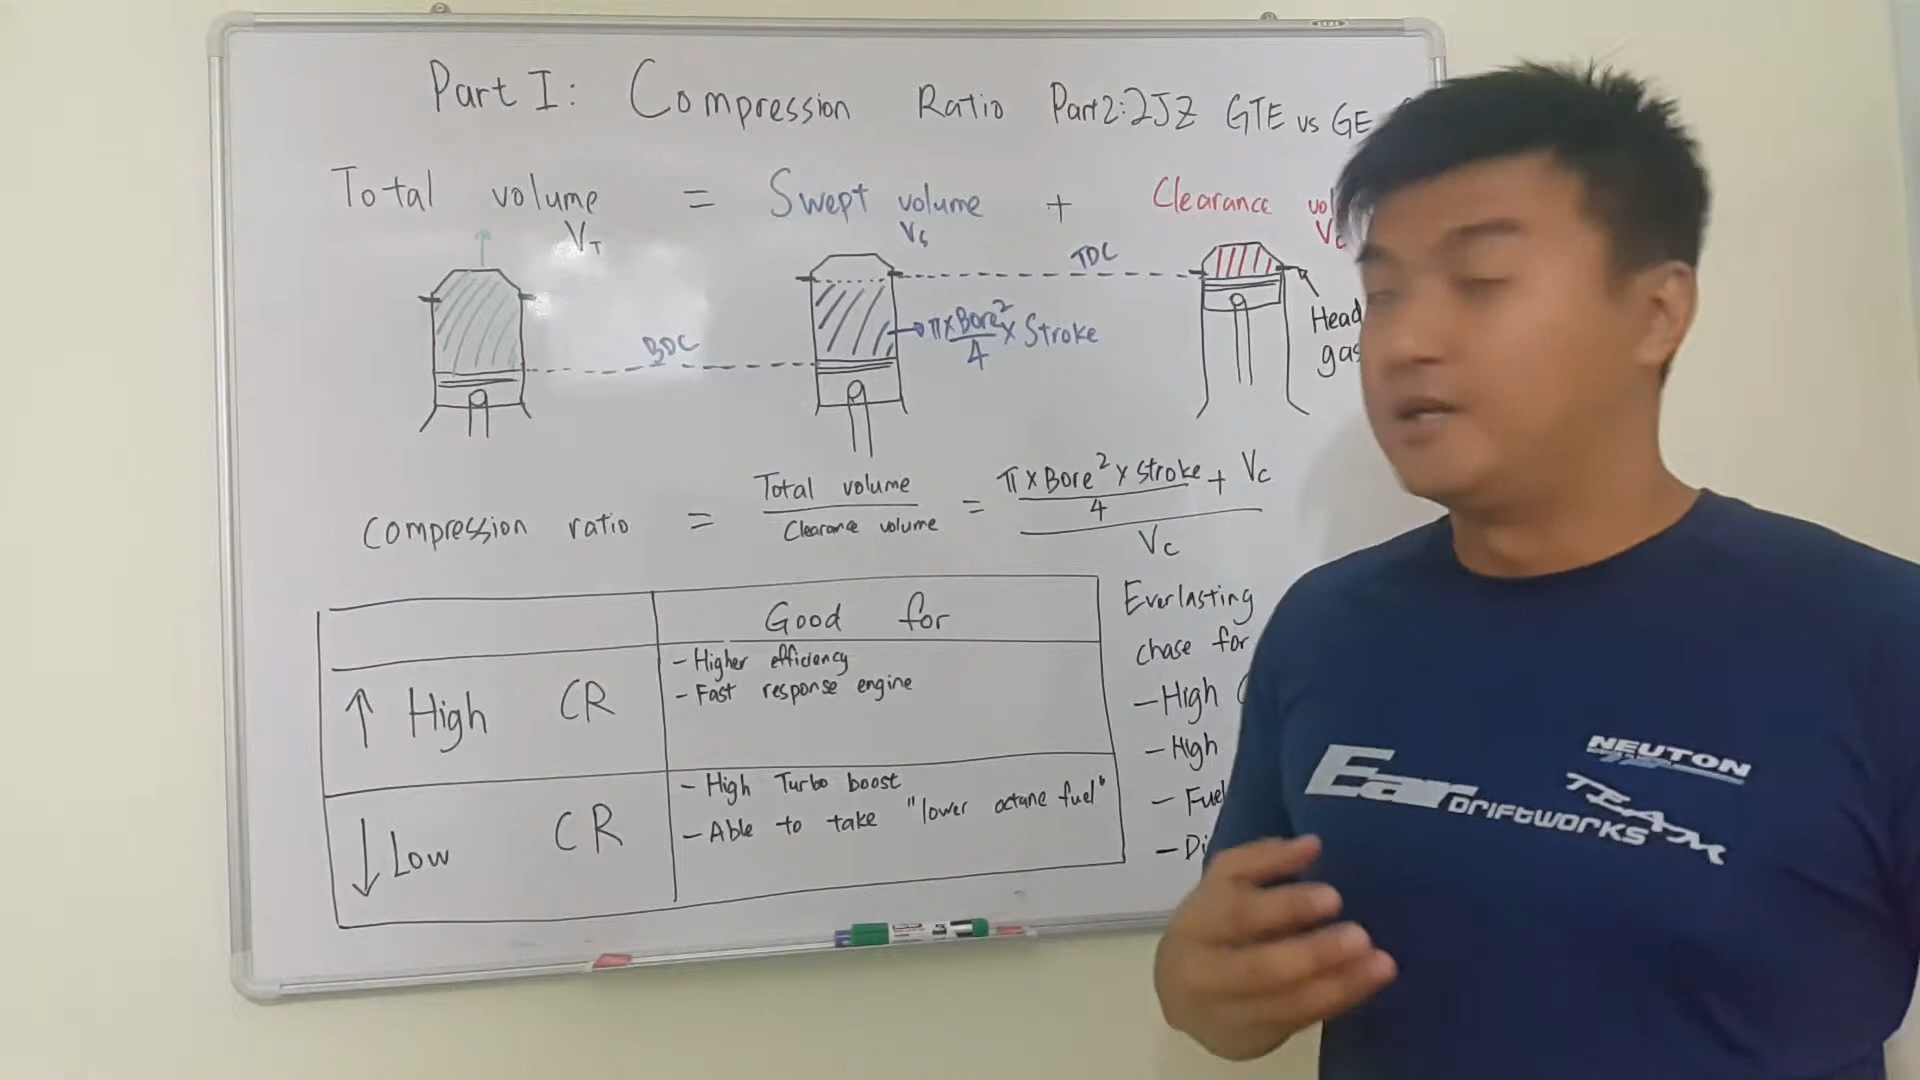 Part I: Compression Ratio Part2: 2JZ GTE vs GE
Total volume = Swept volume + Clearance
VT Vs Vc
TDC
BDC
π x Bore²/4 x Stroke
Head
Compression ratio = Total volume / Clearance volume = (π x Bore² x stroke / 4 + Vc) / Vc
Good for
↑ High CR
- Higher efficiency
- Fast response engine
↓ Low CR
- High Turbo boost
- Able to take "lower octane fuel"
Everlasting
chase for
- High
- High
- Fuel
NEUTON
Ear DRIFTWORKS
TEAM